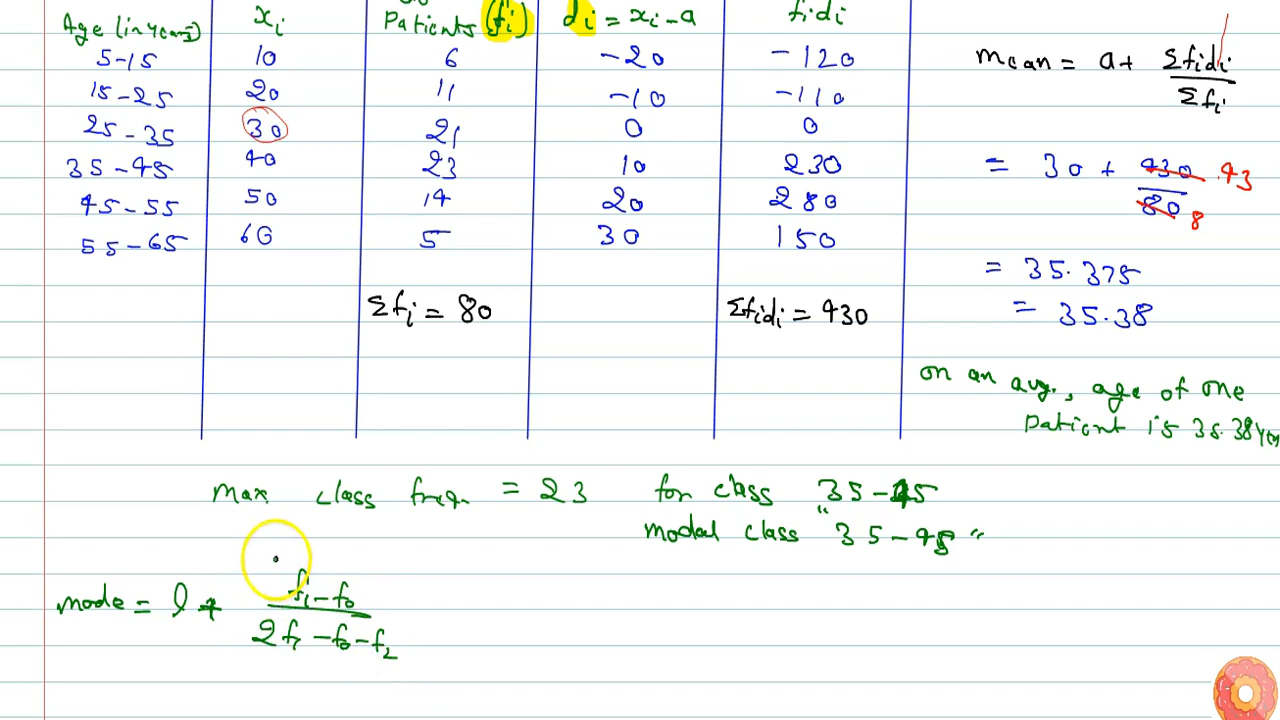 Age (in years) xi Patients (fi) di = xi - a fidi
5-15 10 6 -20 -120
15-25 20 11 -10 -110
25-35 30 21 0 0
35-45 40 23 10 230
45-55 50 14 20 280
55-65 60 5 30 150
Σfi = 80 Σfidi = 430
mean = a + Σfidi / Σfi
= 30 + 430 / 80 43 8
= 35.375
= 35.38
on an avg., age of one
patient is 35.38 yrs
max class freq. = 23 for class 35-45
modal class "35-45"
mode = l + f1 - f0 / 2f1 - f0 - f2